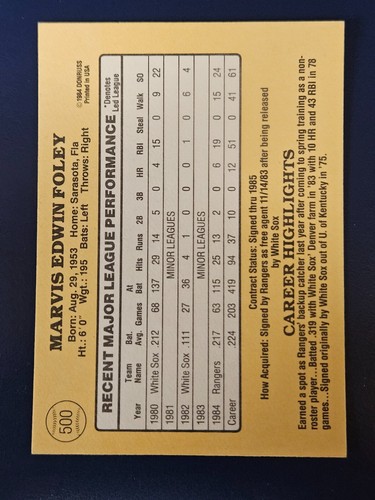 500
MARVIS EDWIN FOLEY
Born: Aug. 29, 1953 Home: Sarasota, Fla
Ht.: 6'0" Wgt.: 195 Bats: Left Throws: Right
© 1984 DONRUSS
Printed in USA
RECENT MAJOR LEAGUE PERFORMANCE
*Denotes
Led League
Team Bat. At
Year Name Avg. Games Bat Hits Runs 2B 3B HR RBI Steal Walk SO
1980 White Sox .212 68 137 29 14 5 0 4 15 0 9 22
1981 MINOR LEAGUES
1982 White Sox .111 27 36 4 1 0 0 0 1 0 6 4
1983 MINOR LEAGUES
1984 Rangers .217 63 115 25 13 2 0 6 19 0 15 24
Career .224 203 419 94 37 10 0 12 51 0 41 61
Contract Status: Signed thru 1985
How Acquired: Signed by Rangers as free agent 11/14/83 after being released
by White Sox
CAREER HIGHLIGHTS
Earned a spot as Rangers' backup catcher last year after coming to spring training as a non-
roster player...Batted .319 with White Sox' Denver farm in '83 with 10 HR and 43 RBI in 78
games...Signed originally by White Sox out of U. of Kentucky in '75.